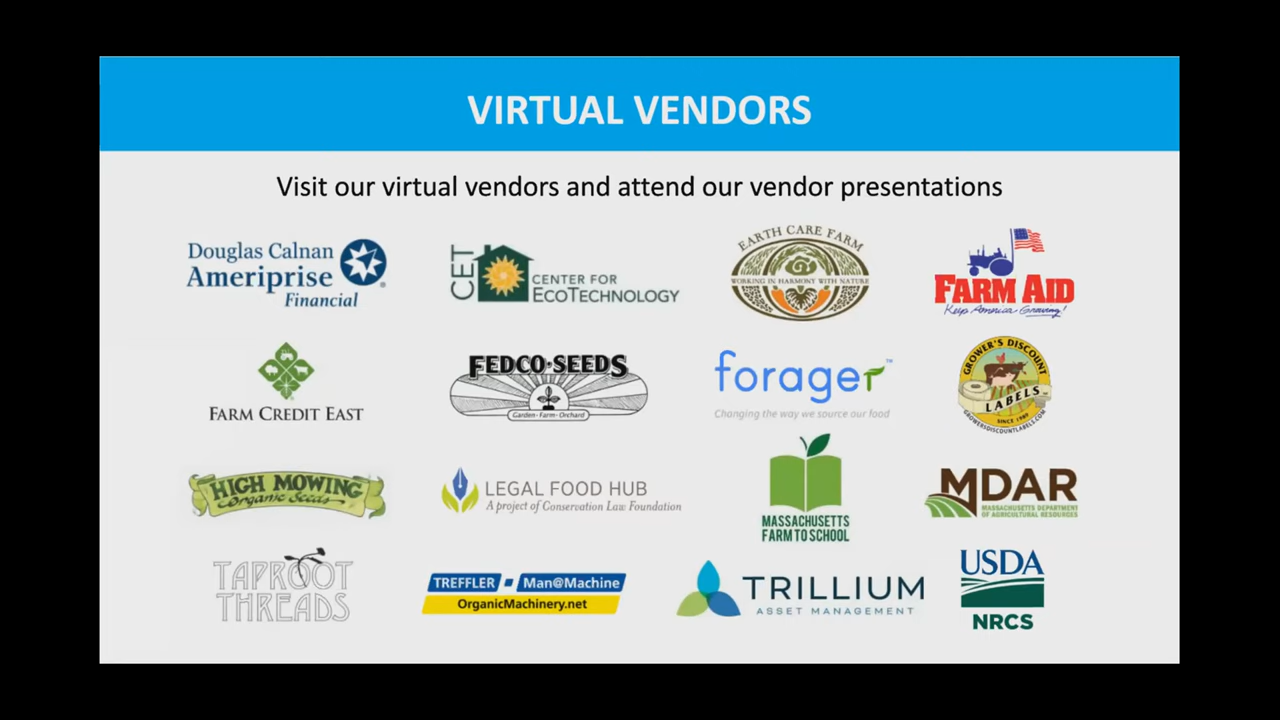 VIRTUAL VENDORS
Visit our virtual vendors and attend our vendor presentations
Douglas Calnan
Ameriprise
Financial
CET
CENTER FOR
ECOTECHNOLOGY
EARTH CARE FARM
WORKING IN HARMONY WITH NATURE
FARM AID
Keep America Growing!
FARM CREDIT EAST
FEDCO·SEEDS
Garden · Farm · Orchard
forager™
Changing the way we source our food
GROWER'S DISCOUNT
LABELS
SINCE 1989
GROWERSDISCOUNTLABELS.COM
HIGH MOWING
Organic Seeds
LEGAL FOOD HUB
A project of Conservation Law Foundation
MASSACHUSETTS
FARM TO SCHOOL
MDAR
MASSACHUSETTS DEPARTMENT
OF AGRICULTURAL RESOURCES
TAPROOT
THREADS
TREFFLER Man@Machine
OrganicMachinery.net
TRILLIUM
ASSET MANAGEMENT
USDA
NRCS